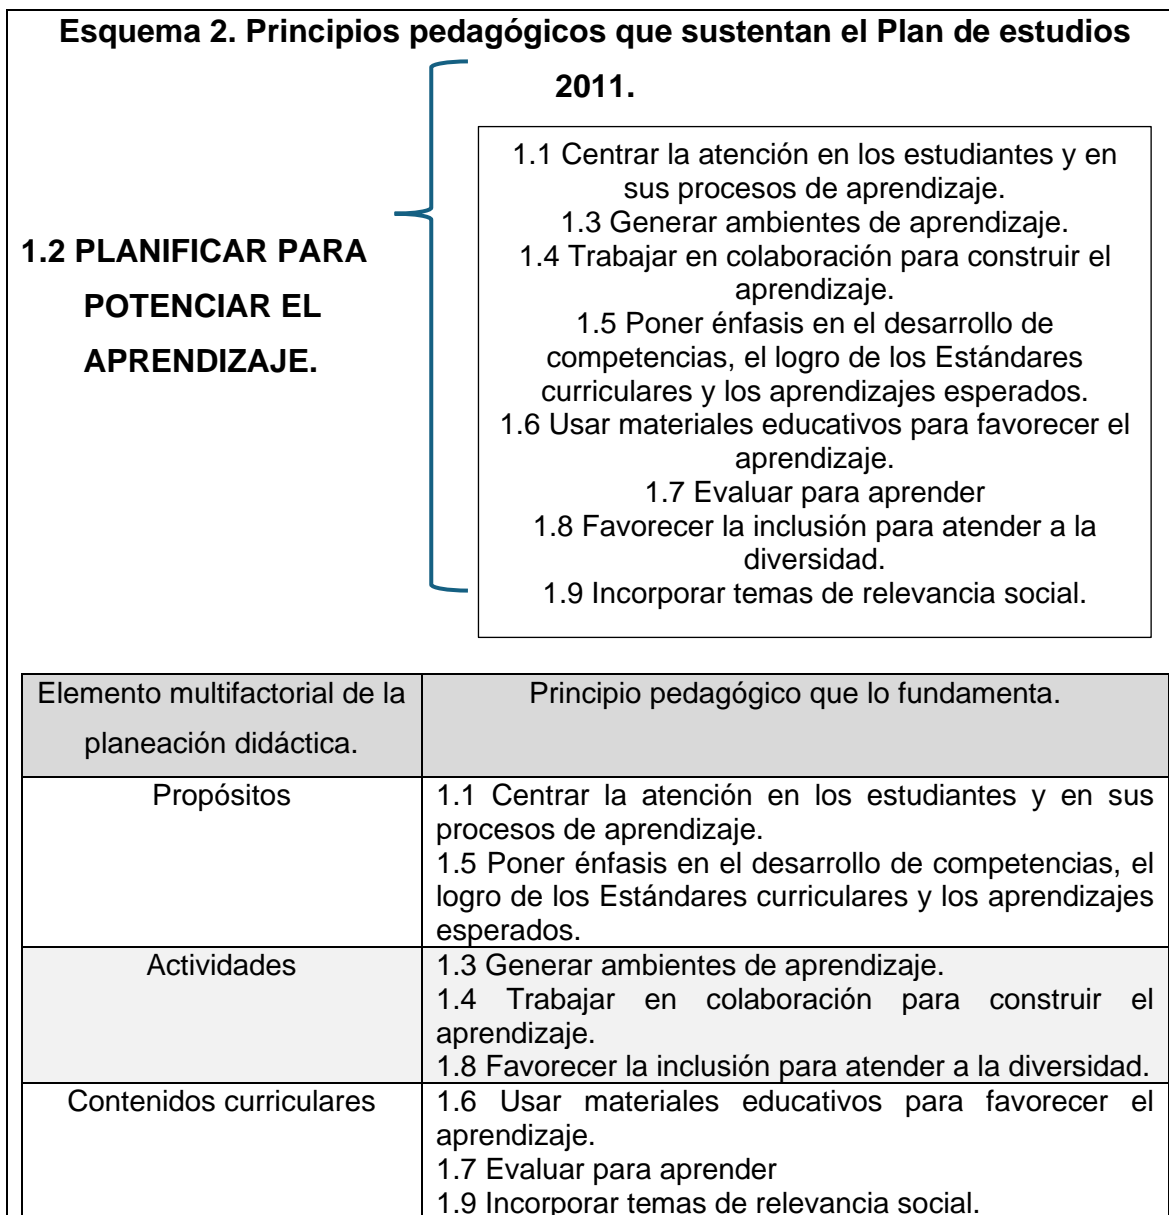 Esquema 2. Principios pedagógicos que sustentan el Plan de estudios
2011.
1.2 PLANIFICAR PARA
POTENCIAR EL
APRENDIZAJE.
1.1 Centrar la atención en los estudiantes y en
sus procesos de aprendizaje.
1.3 Generar ambientes de aprendizaje.
1.4 Trabajar en colaboración para construir el
aprendizaje.
1.5 Poner énfasis en el desarrollo de
competencias, el logro de los Estándares
curriculares y los aprendizajes esperados.
1.6 Usar materiales educativos para favorecer el
aprendizaje.
1.7 Evaluar para aprender
1.8 Favorecer la inclusión para atender a la
diversidad.
1.9 Incorporar temas de relevancia social.
Elemento multifactorial de la
planeación didáctica.
Principio pedagógico que lo fundamenta.
Propósitos
1.1 Centrar la atención en los estudiantes y en sus
procesos de aprendizaje.
1.5 Poner énfasis en el desarrollo de competencias, el
logro de los Estándares curriculares y los aprendizajes
esperados.
Actividades
1.3 Generar ambientes de aprendizaje.
1.4 Trabajar en colaboración para construir el
aprendizaje.
1.8 Favorecer la inclusión para atender a la diversidad.
Contenidos curriculares
1.6 Usar materiales educativos para favorecer el
aprendizaje.
1.7 Evaluar para aprender
1.9 Incorporar temas de relevancia social.